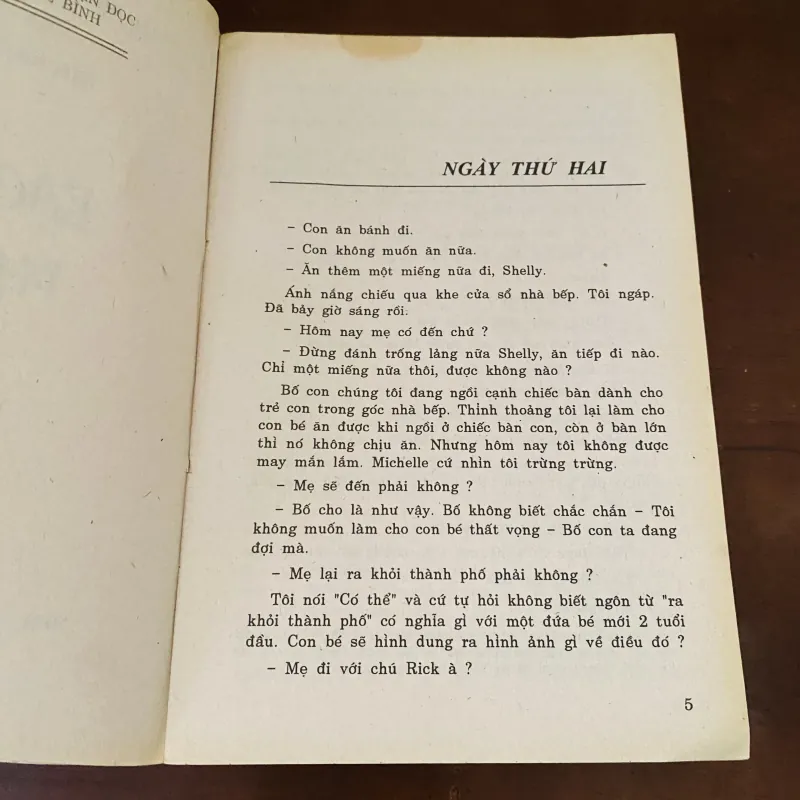 ĐỌC
BÌNH
NGÀY THỨ HAI
– Con ăn bánh đi.
– Con không muốn ăn nữa.
– Ăn thêm một miếng nữa đi, Shelly.
Ánh nắng chiếu qua khe cửa sổ nhà bếp. Tôi ngáp.
Đã bảy giờ sáng rồi.
– Hôm nay mẹ có đến chứ ?
– Đừng đánh trống lảng nữa Shelly, ăn tiếp đi nào.
Chỉ một miếng nữa thôi, được không nào ?
Bố con chúng tôi đang ngồi cạnh chiếc bàn dành cho
trẻ con trong góc nhà bếp. Thỉnh thoảng tôi lại làm cho
con bé ăn được khi ngồi ở chiếc bàn con, còn ở bàn lớn
thì nó không chịu ăn. Nhưng hôm nay tôi không được
may mắn lắm. Michelle cứ nhìn tôi trừng trừng.
– Mẹ sẽ đến phải không ?
– Bố cho là như vậy. Bố không biết chắc chắn – Tôi
không muốn làm cho con bé thất vọng – Bố con ta đang
đợi mà.
– Mẹ lại ra khỏi thành phố phải không ?
Tôi nói "Có thể" và cứ tự hỏi không biết ngôn từ "ra
khỏi thành phố" có nghĩa gì với một đứa bé mới 2 tuổi
đầu. Con bé sẽ hình dung ra hình ảnh gì về điều đó ?
– Mẹ đi với chú Rick à ?
5